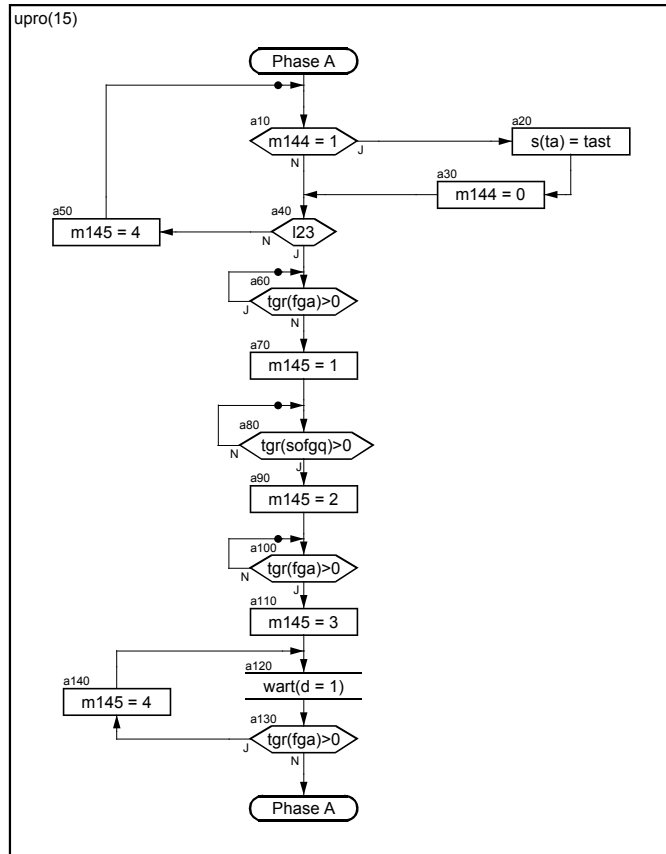 upro(15)
Phase A
a10
m144 = 1
J
N
a20
s(ta) = tast
a30
m144 = 0
a40
l23
N
J
a50
m145 = 4
a60
tgr(fga)>0
J
N
a70
m145 = 1
a80
tgr(sofgq)>0
N
J
a90
m145 = 2
a100
tgr(fga)>0
N
J
a110
m145 = 3
a120
wart(d = 1)
a140
m145 = 4
a130
tgr(fga)>0
J
N
Phase A